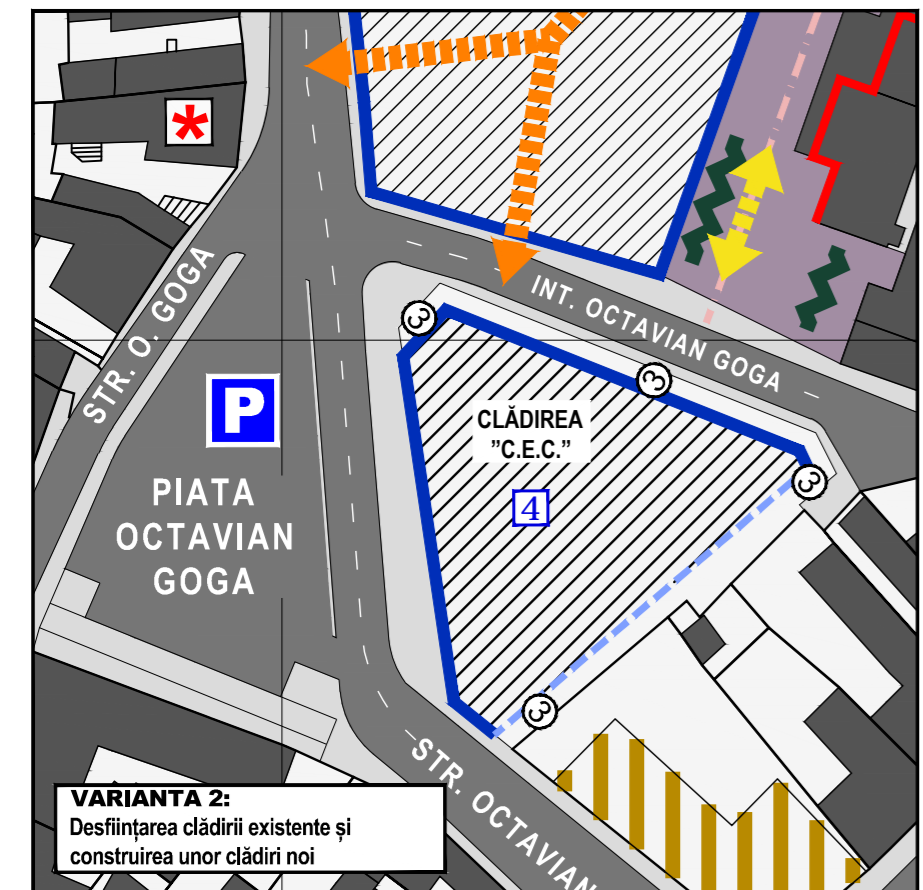 *
STR. O. GOGA
INT. OCTAVIAN GOGA
3
3
P
CLĂDIREA
"C.E.C."
4
3
PIATA
OCTAVIAN
GOGA
3
STR. OCTAVIAN
VARIANTA 2:
Desființarea clădirii existente și
construirea unor clădiri noi